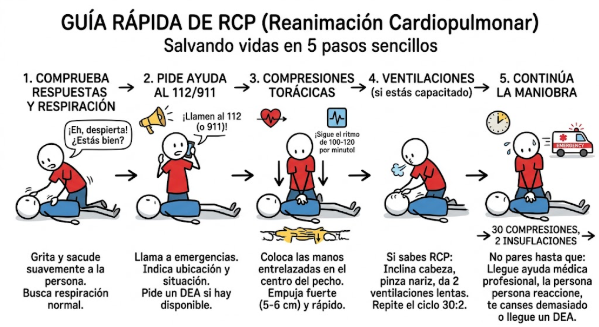 GUÍA RÁPIDA DE RCP (Reanimación Cardiopulmonar)
Salvando vidas en 5 pasos sencillos
1. COMPRUEBA
RESPUESTAS
Y RESPIRACIÓN
¡Eh, despierta!
¿Estás bien?
Grita y sacude
suavemente a la
persona.
Busca respiración
normal.
2. PIDE AYUDA
AL 112/911
¡Llamen al 112
(o 911)!
Llama a emergencias.
Indica ubicación y
situación.
Pide un DEA si hay
disponible.
3. COMPRESIONES
TORÁCICAS
¡Sigue el ritmo
de 100-120
por minuto!
Coloca las manos
entrelazadas en el
centro del pecho.
Empuja fuerte
(5-6 cm) y rápido.
4. VENTILACIONES
(si estás capacitado)
Si sabes RCP:
Inclina cabeza,
pinza nariz, da 2
ventilaciones lentas.
Repite el ciclo 30:2.
5. CONTINÚA
LA MANIOBRA
EMERGENCY
30 COMPRESIONES,
2 INSUFLACIONES
No pares hasta que:
Llegue ayuda médica
profesional, la persona
persona reaccione,
te canses demasiado
o llegue un DEA.